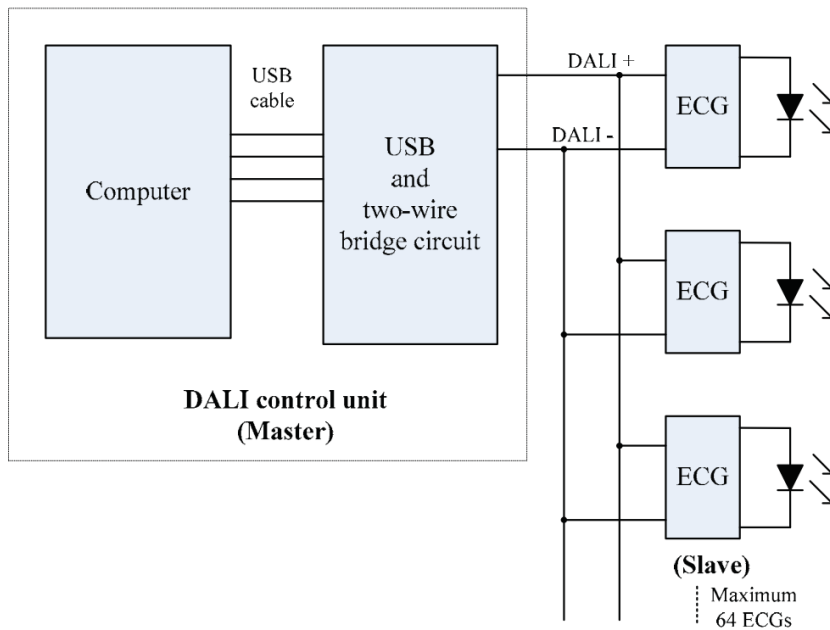 Computer
USB
cable
USB
and
two-wire
bridge circuit
DALI control unit
(Master)
DALI +
DALI -
ECG
ECG
ECG
(Slave)
Maximum
64 ECGs